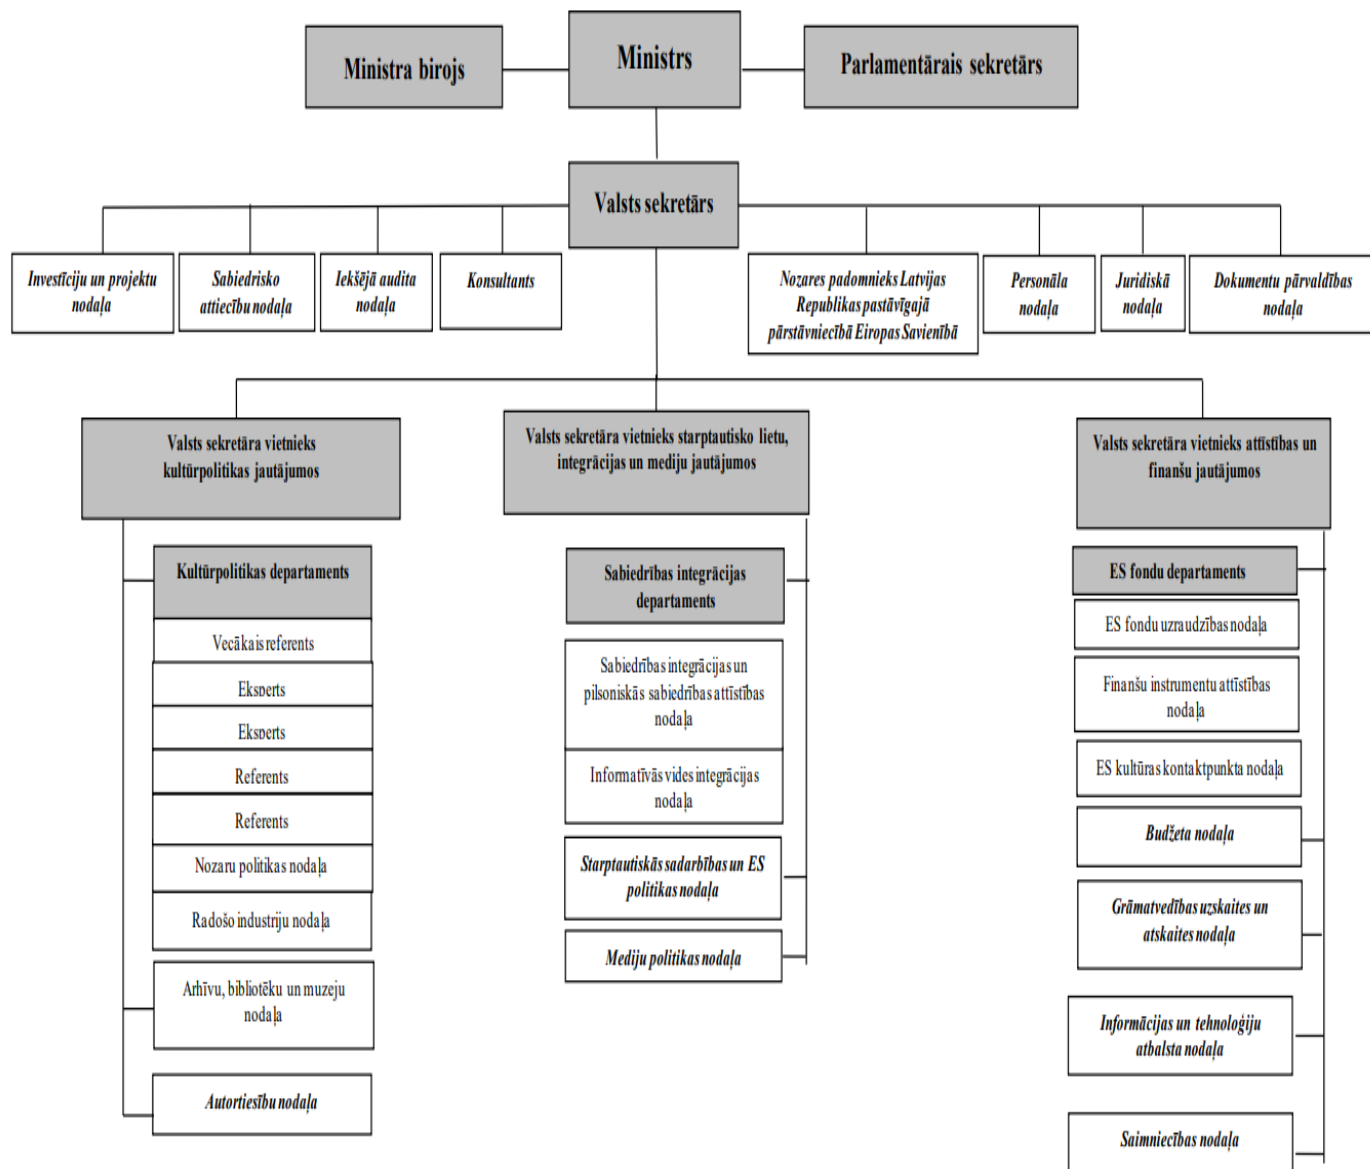 Ministra birojs
Ministrs
Parlamentārais sekretārs
Valsts sekretārs
Investīciju un projektu
nodaļa
Sabiedrisko
attiecību nodaļa
Iekšējā audita
nodaļa
Konsultants
Nozares padomnieks Latvijas
Republikas pastāvīgajā
pārstāvniecībā Eiropas Savienībā
Personāla
nodaļa
Juridiskā
nodaļa
Dokumentu pārvaldības
nodaļa
Valsts sekretāra vietnieks
kultūrpolitikas jautājumos
Valsts sekretāra vietnieks starptautisko lietu,
integrācijas un mediju jautājumos
Valsts sekretāra vietnieks attīstības un
finanšu jautājumos
Kultūrpolitikas departaments
Vecākais referents
Eksperts
Eksperts
Referents
Referents
Nozaru politikas nodaļa
Radošo industriju nodaļa
Arhīvu, bibliotēku un muzeju
nodaļa
Autortiesību nodaļa
Sabiedrības integrācijas
departaments
Sabiedrības integrācijas un
pilsoniskās sabiedrības attīstības
nodaļa
Informatīvās vides integrācijas
nodaļa
Starptautiskās sadarbības un ES
politikas nodaļa
Mediju politikas nodaļa
ES fondu departaments
ES fondu uzraudzības nodaļa
Finanšu instrumentu attīstības
nodaļa
ES kultūras kontaktpunkta nodaļa
Budžeta nodaļa
Grāmatvedības uzskaites un
atskaites nodaļa
Informācijas un tehnoloģiju
atbalsta nodaļa
Saimniecības nodaļa